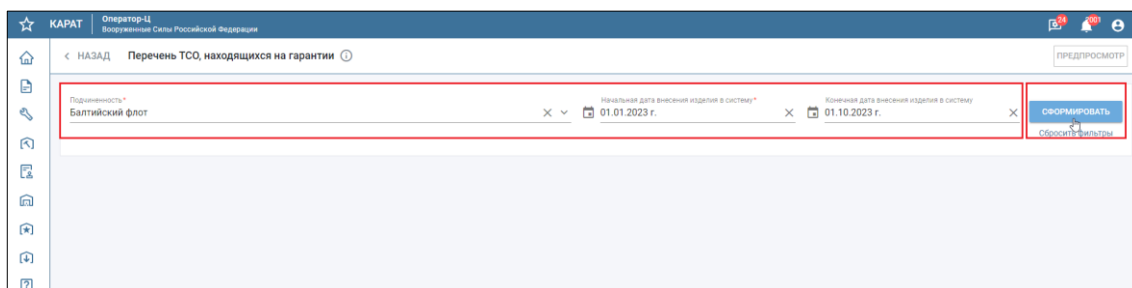 КАРАТ
Оператор-Ц
Вооруженные Силы Российской Федерации
24
2001
< НАЗАД
Перечень ТСО, находящихся на гарантии
ПРЕДПРОСМОТР
Подчиненность*
Балтийский флот
Начальная дата внесения изделия в систему*
01.01.2023 г.
Конечная дата внесения изделия в систему
01.10.2023 г.
СФОРМИРОВАТЬ
Сбросить фильтры